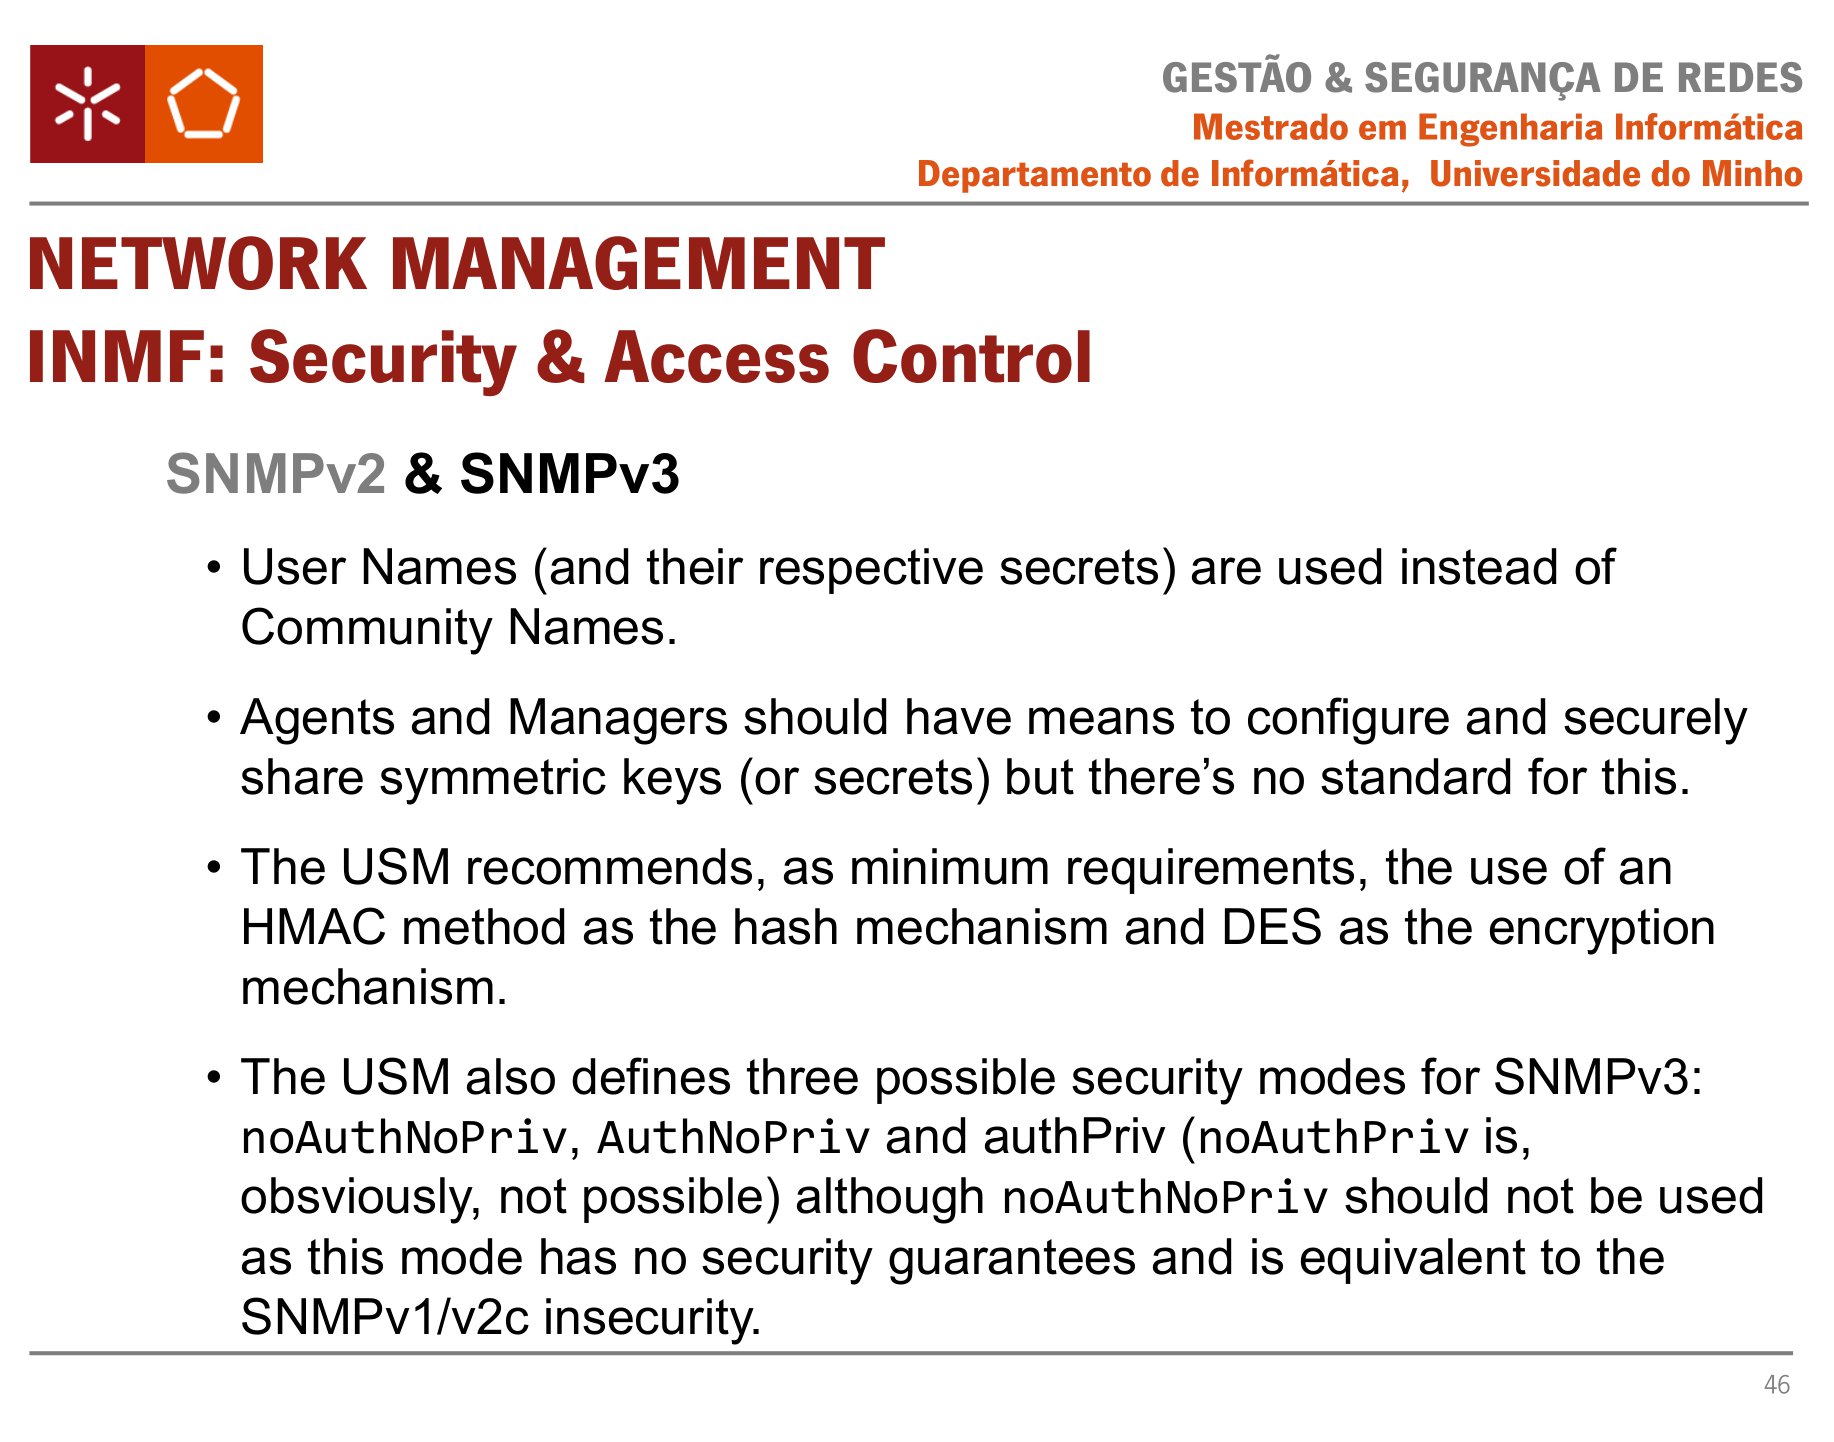 GESTÃO & SEGURANÇA DE REDES
Mestrado em Engenharia Informática
Departamento de Informática, Universidade do Minho
NETWORK MANAGEMENT
INMF: Security & Access Control
SNMPv2 & SNMPv3
• User Names (and their respective secrets) are used instead of
Community Names.
• Agents and Managers should have means to configure and securely
share symmetric keys (or secrets) but there’s no standard for this.
• The USM recommends, as minimum requirements, the use of an
HMAC method as the hash mechanism and DES as the encryption
mechanism.
• The USM also defines three possible security modes for SNMPv3:
noAuthNoPriv, AuthNoPriv and authPriv (noAuthPriv is,
obsviously, not possible) although noAuthNoPriv should not be used
as this mode has no security guarantees and is equivalent to the
SNMPv1/v2c insecurity.
46